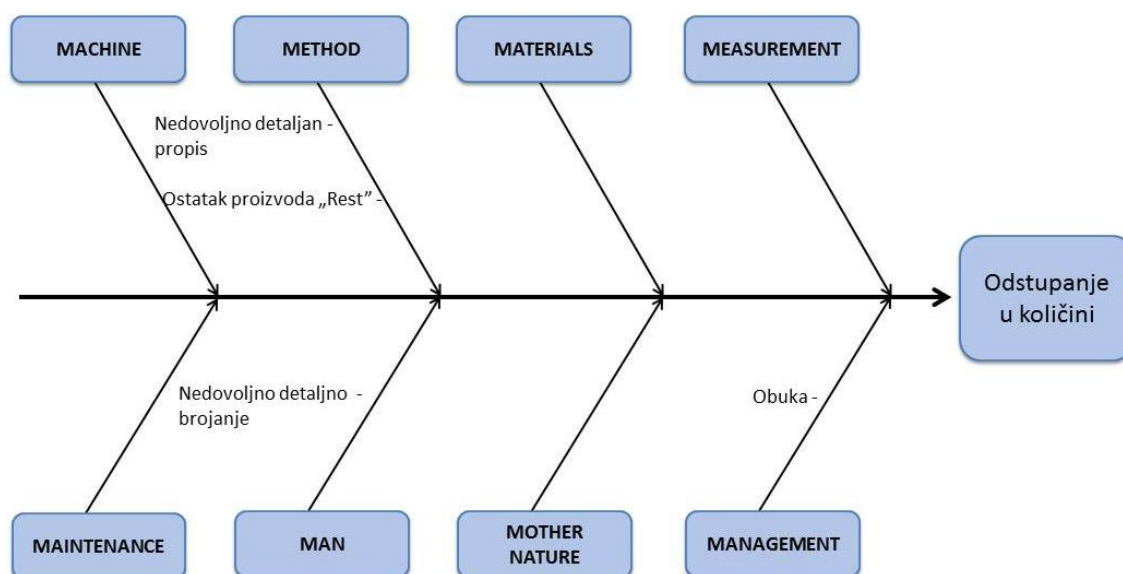 MACHINE
METHOD
MATERIALS
MEASUREMENT
Nedovoljno detaljan -
propis
Ostatak proizvoda „Rest” -
Odstupanje
u količini
Nedovoljno detaljno -
brojanje
Obuka -
MAINTENANCE
MAN
MOTHER
NATURE
MANAGEMENT